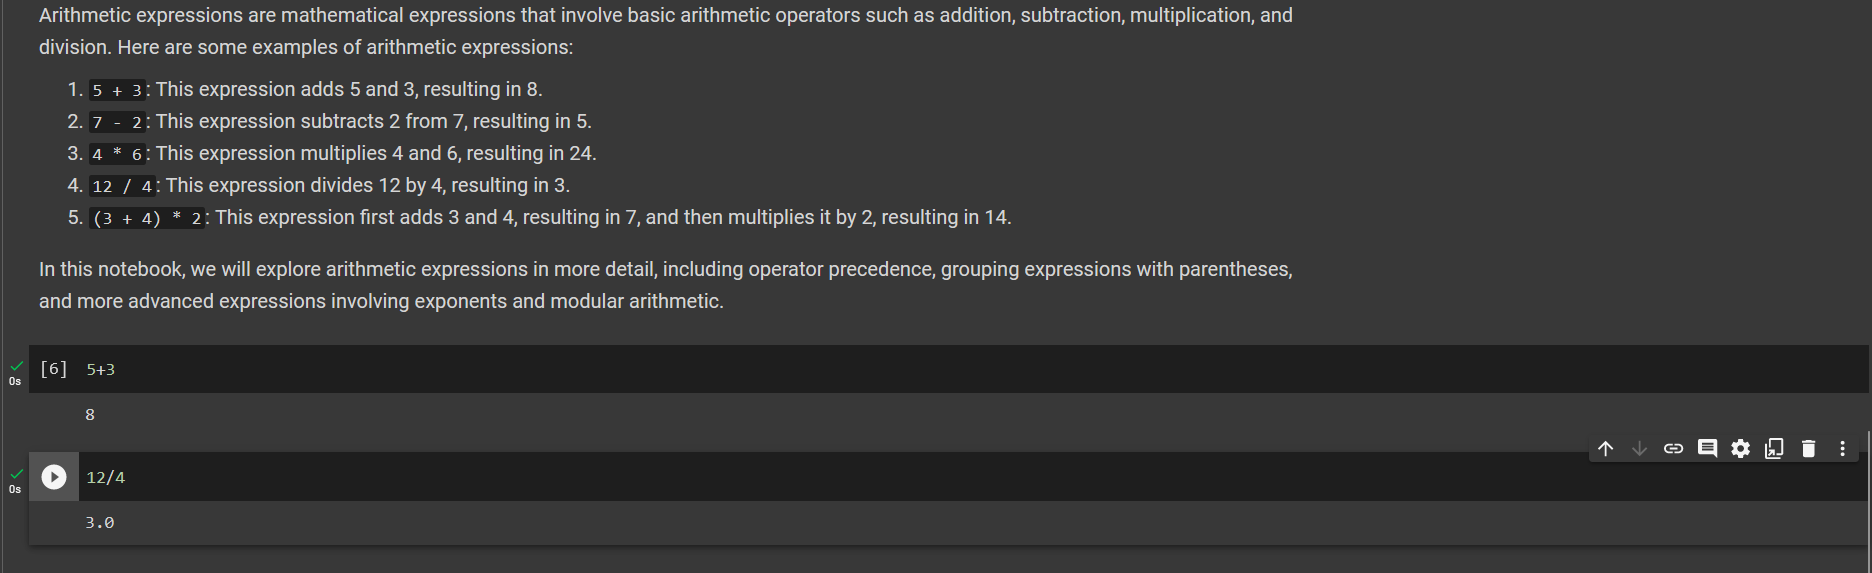 Arithmetic expressions are mathematical expressions that involve basic arithmetic operators such as addition, subtraction, multiplication, and
division. Here are some examples of arithmetic expressions:
1. 5 + 3: This expression adds 5 and 3, resulting in 8.
2. 7 - 2: This expression subtracts 2 from 7, resulting in 5.
3. 4 * 6: This expression multiplies 4 and 6, resulting in 24.
4. 12 / 4: This expression divides 12 by 4, resulting in 3.
5. (3 + 4) * 2: This expression first adds 3 and 4, resulting in 7, and then multiplies it by 2, resulting in 14.
In this notebook, we will explore arithmetic expressions in more detail, including operator precedence, grouping expressions with parentheses,
and more advanced expressions involving exponents and modular arithmetic.
[6] 5+3
0s
8
12/4
0s
3.0